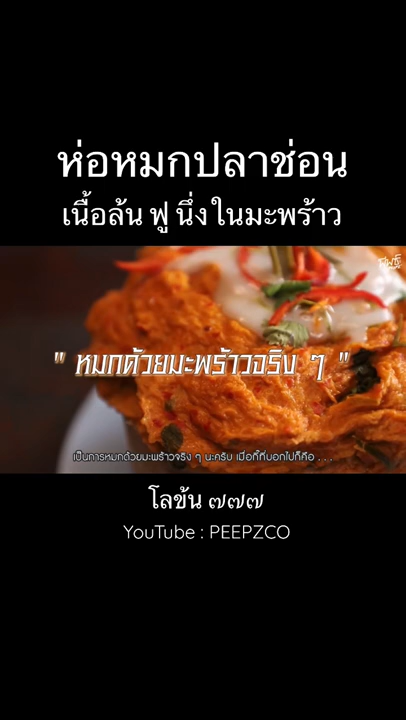 ห่อหมกปลาช่อน
เนื้อล้น ฟู นึ่งในมะพร้าว
" หมกด้วยมะพร้าวจริง ๆ "
เป็นการหมกด้วยมะพร้าวจริง ๆ นะครับ เมื่อกี้ที่บอกไปก็คือ . . .
โลข้น ๗๗๗
YouTube : PEEPZCO